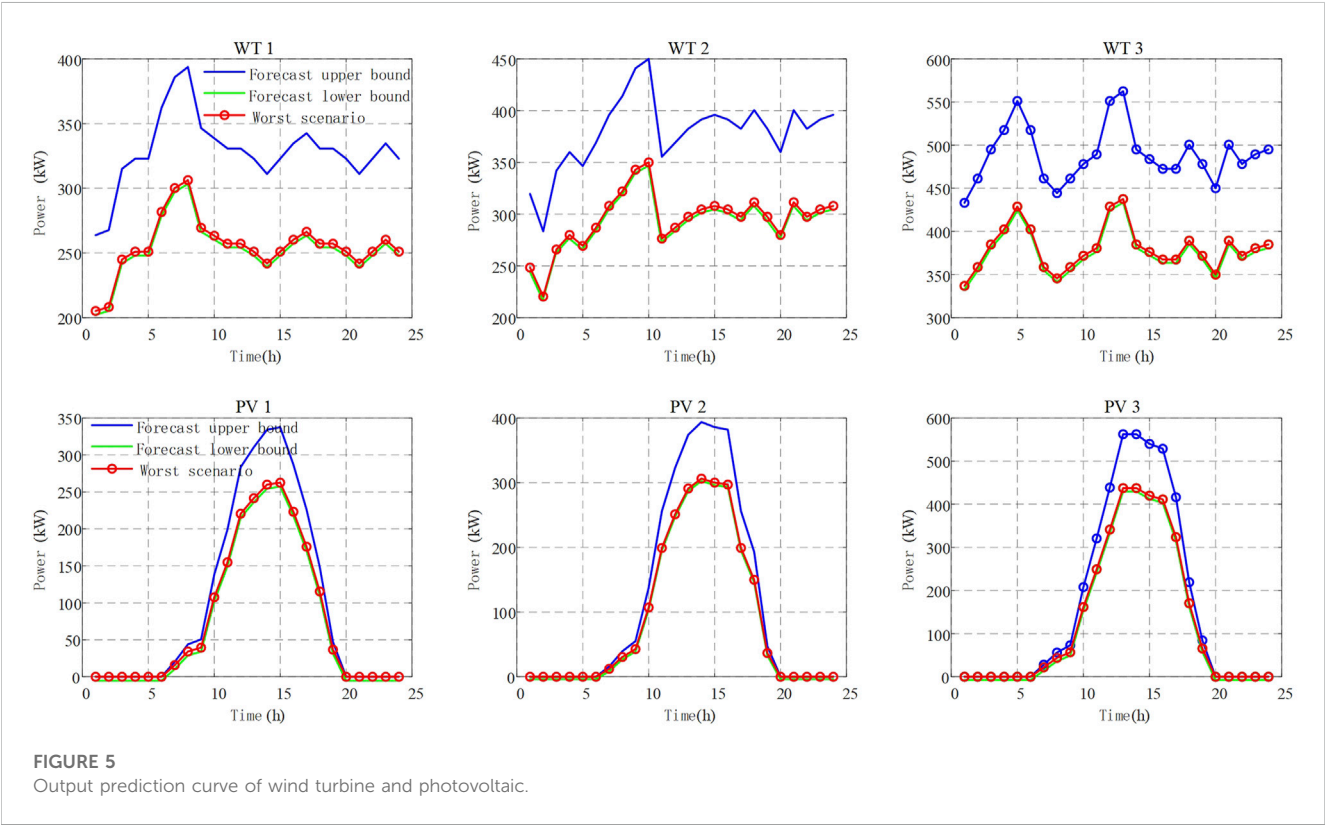 WT 1
400
350
300
250
200
Power (kW)
Forecast upper bound
Forecast lower bound
Worst scenario
0 5 10 15 20 25
Time(h)
WT 2
450
400
350
300
250
200
Power (kW)
0 5 10 15 20 25
Time(h)
WT 3
600
550
500
450
400
350
300
Power (kW)
0 5 10 15 20 25
Time(h)
PV 1
350
300
250
200
150
100
50
0
Power (kW)
Forecast upper bound
Forecast lower bound
Worst scenario
0 5 10 15 20 25
Time (h)
PV 2
400
300
200
100
0
Power (kW)
0 5 10 15 20 25
Time(h)
PV 3
600
500
400
300
200
100
0
Power (kW)
0 5 10 15 20 25
Time(h)
FIGURE 5
Output prediction curve of wind turbine and photovoltaic.